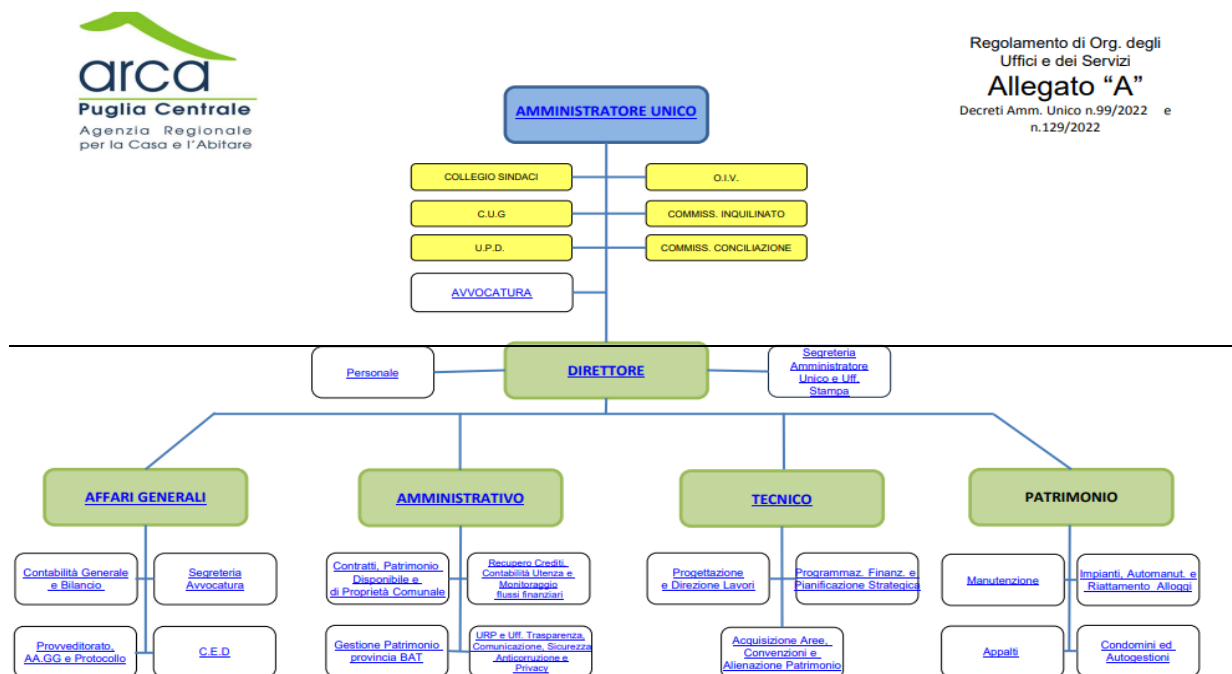 arca
Puglia Centrale
Agenzia Regionale
per la Casa e l'Abitare
Regolamento di Org. degli
Uffici e dei Servizi
Allegato “A”
Decreti Amm. Unico n.99/2022 e
n.129/2022
AMMINISTRATORE UNICO
COLLEGIO SINDACI
O.I.V.
C.U.G
COMMISS. INQUILINATO
U.P.D.
COMMISS. CONCILIAZIONE
AVVOCATURA
Personale
DIRETTORE
Segreteria
Amministratore
Unico e Uff.
Stampa
AFFARI GENERALI
AMMINISTRATIVO
TECNICO
PATRIMONIO
Contabilità Generale
e Bilancio
Segreteria
Avvocatura
Contratti, Patrimonio
Disponibile e
di Proprietà Comunale
Recupero Crediti,
Contabilità Utenza e
Monitoraggio
flussi finanziari
Progettazione
e Direzione Lavori
Programmaz. Finanz. e
Pianificazione Strategica
Manutenzione
Impianti, Automanut. e
Riattamento Alloggi
Provveditorato,
AA.GG e Protocollo
C.E.D
Gestione Patrimonio
provincia BAT
URP e Uff. Trasparenza,
Comunicazione, Sicurezza
Anticorruzione e
Privacy
Acquisizione Aree,
Convenzioni e
Alienazione Patrimonio
Appalti
Condomini ed
Autogestioni